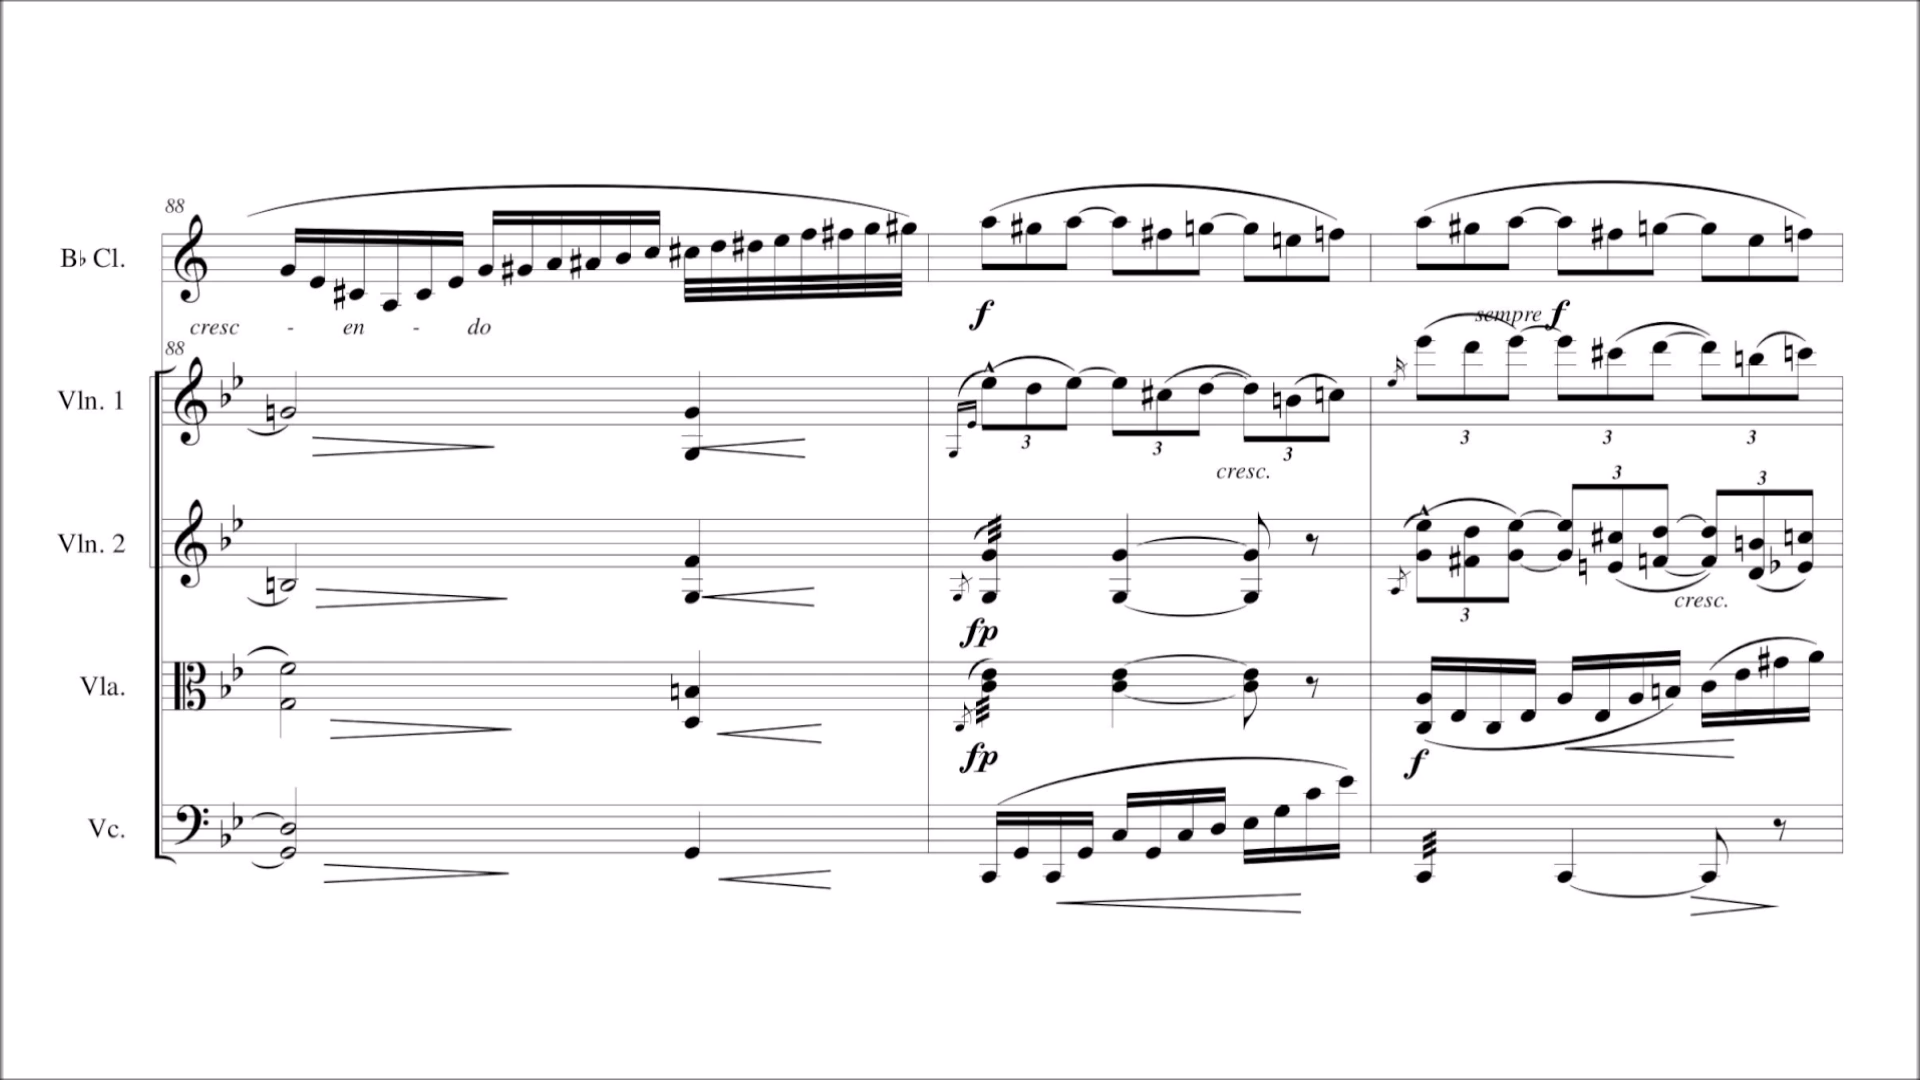 88
B♭ Cl.
cresc - en - do
f
sempre f
88
Vln. 1
3 3 3 3 3 3
cresc.
Vln. 2
3 3
3
cresc.
fp
Vla.
fp
f
Vc.